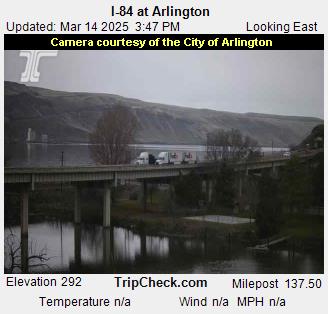 I-84 at Arlington
Updated: Mar 14 2025 3:47 PM Looking East
Camera courtesy of the City of Arlington
Elevation 292 TripCheck.com Milepost 137.50
Temperature n/a Wind n/a MPH n/a